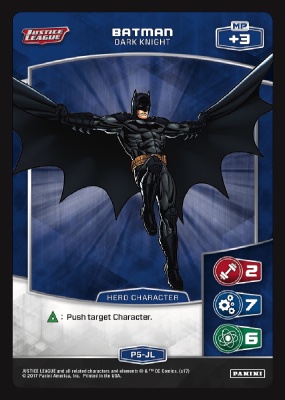 JUSTICE LEAGUE
BATMAN
DARK KNIGHT
MP
+3
HERO CHARACTER
: Push target Character.
2
7
6
P5-JL
JUSTICE LEAGUE and all related characters and elements © & ™ DC Comics. (s17)
© 2017 Panini America, Inc. Printed in the USA.
PANINI